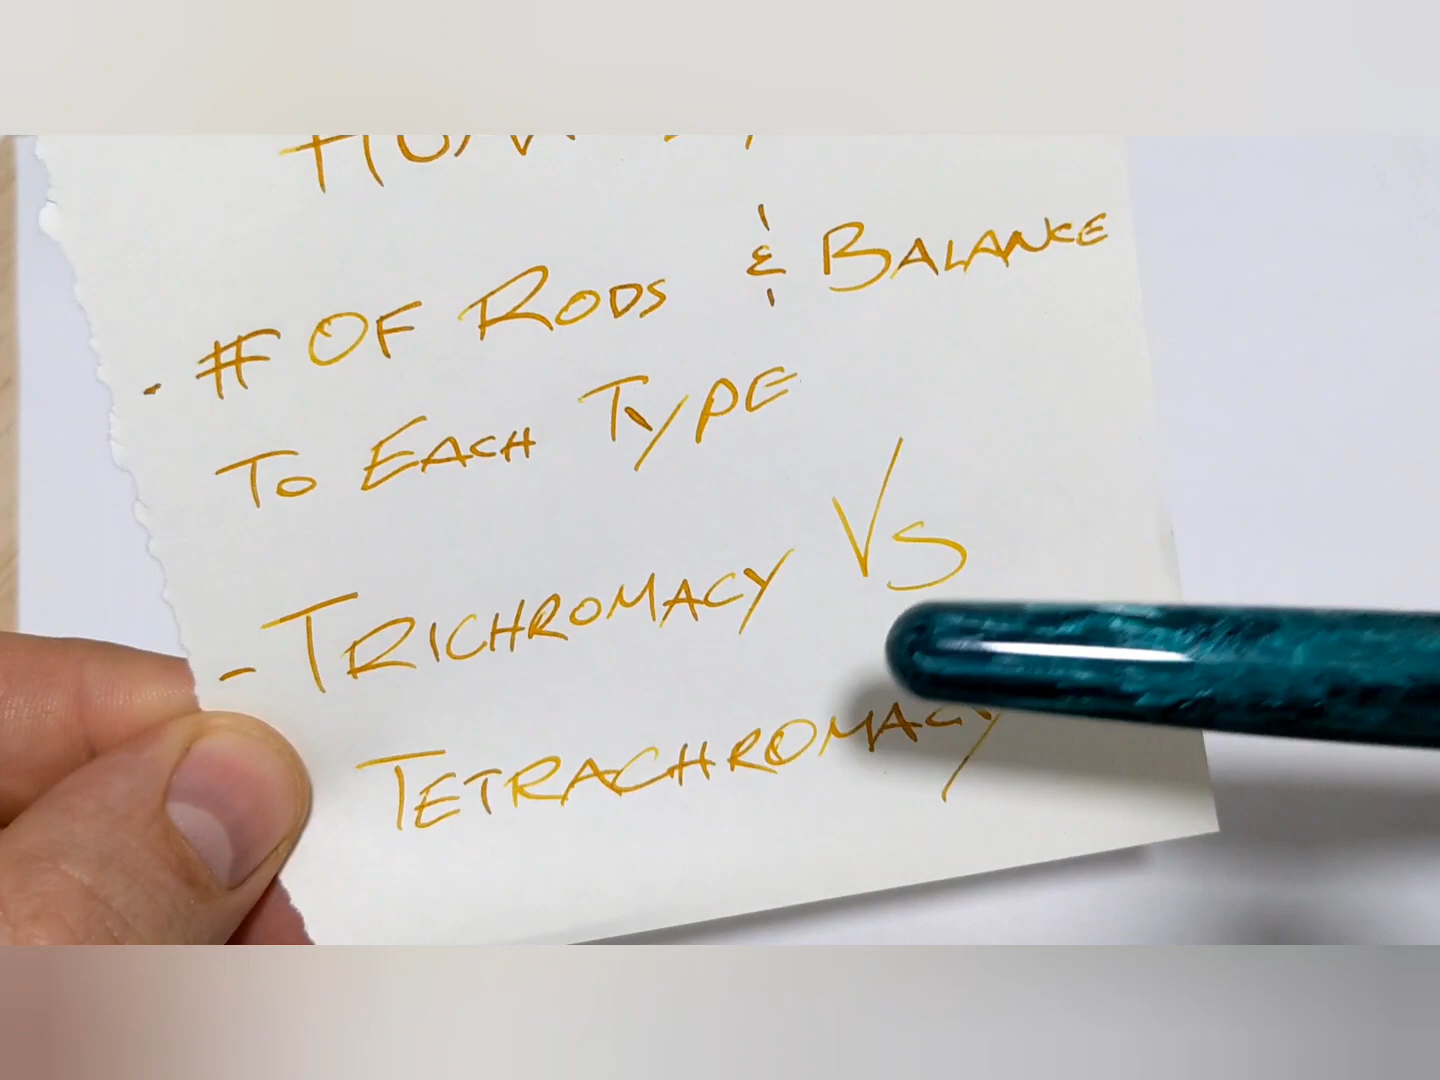 . # OF RODS & BALANCE
TO EACH TYPE
- TRICHROMACY VS
TETRACHROMACY